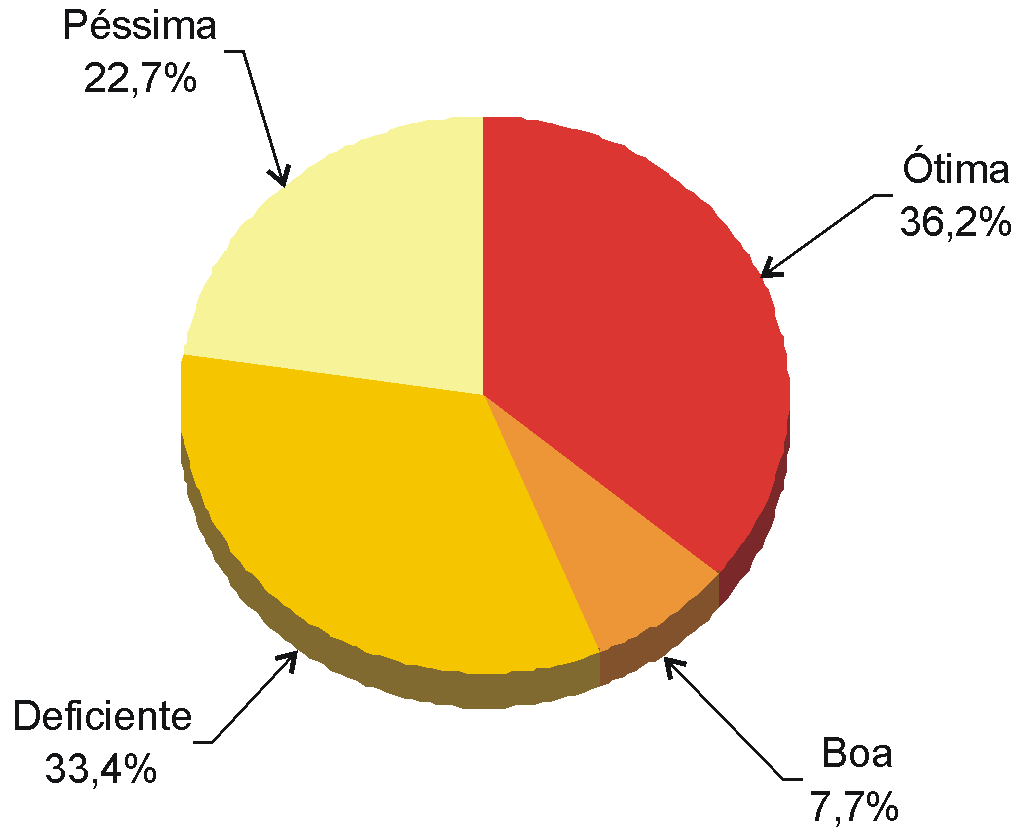 Péssima
22,7%
Ótima
36,2%
Deficiente
33,4%
Boa
7,7%